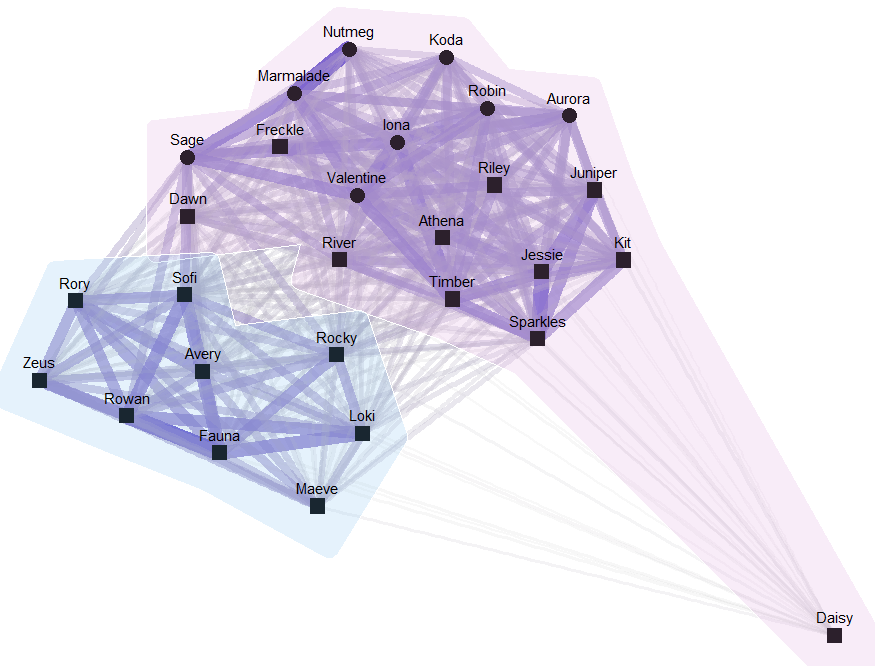 Nutmeg
Koda
Marmalade
Robin
Aurora
Freckle
Iona
Sage
Riley
Juniper
Valentine
Dawn
Athena
River
Kit
Jessie
Sofi
Rory
Timber
Sparkles
Rocky
Avery
Zeus
Rowan
Loki
Fauna
Maeve
Daisy